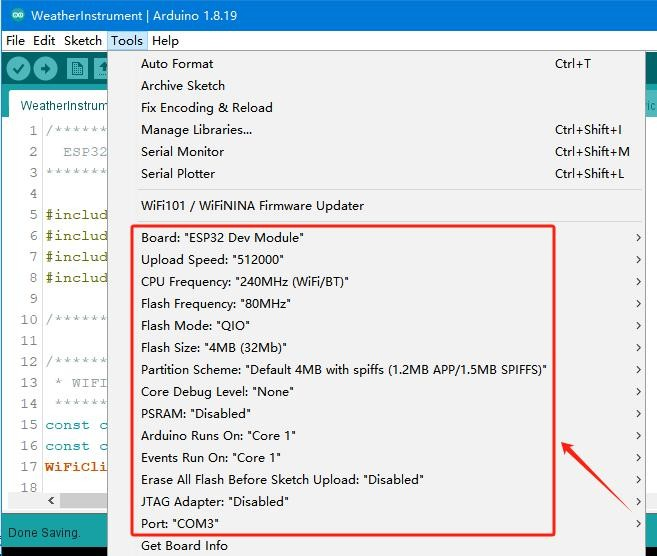 WeatherInstrument | Arduino 1.8.19
File Edit Sketch Tools Help
Auto Format Ctrl+T
Archive Sketch
Fix Encoding & Reload
Manage Libraries... Ctrl+Shift+I
Serial Monitor Ctrl+Shift+M
Serial Plotter Ctrl+Shift+L
WiFi101 / WiFiNINA Firmware Updater
Board: "ESP32 Dev Module"
Upload Speed: "512000"
CPU Frequency: "240MHz (WiFi/BT)"
Flash Frequency: "80MHz"
Flash Mode: "QIO"
Flash Size: "4MB (32Mb)"
Partition Scheme: "Default 4MB with spiffs (1.2MB APP/1.5MB SPIFFS)"
Core Debug Level: "None"
PSRAM: "Disabled"
Arduino Runs On: "Core 1"
Events Run On: "Core 1"
Erase All Flash Before Sketch Upload: "Disabled"
JTAG Adapter: "Disabled"
Port: "COM3"
Get Board Info
WeatherInstrum
1 /*******
2 ESP32
3 *******
4
5 #includ
6 #includ
7 #includ
8 #includ
9
10 /*******
11
12 /*******
13 * WIFI
14 *******
15 const c
16 const c
17 WiFiCli
18
Done Saving.